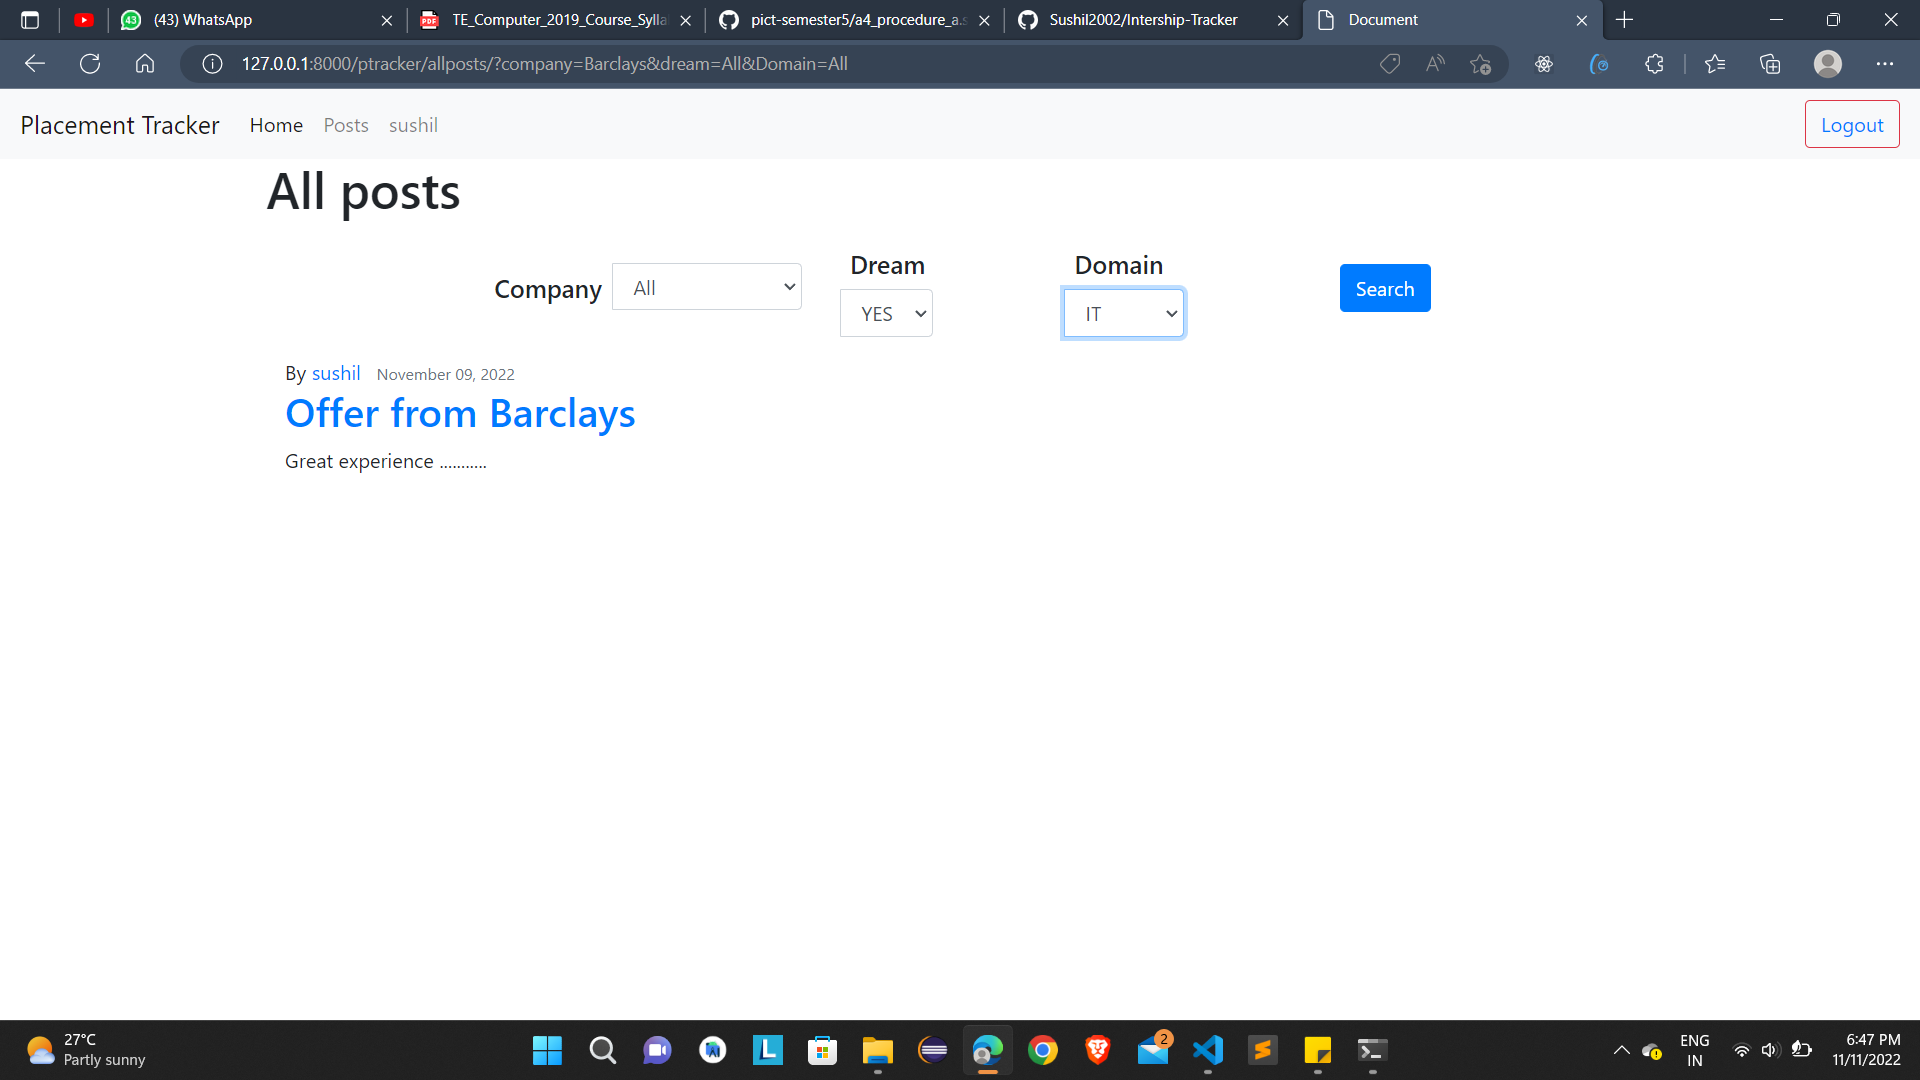 (43) WhatsApp
TE_Computer_2019_Course_Sylla
pict-semester5/a4_procedure_a.s
Sushil2002/Intership-Tracker
Document
127.0.0.1:8000/ptracker/allposts/?company=Barclays&dream=All&Domain=All
Placement Tracker Home Posts sushil Logout
All posts
Company All
Dream
YES
Domain
IT
Search
By sushil November 09, 2022
Offer from Barclays
Great experience ...........
27°C
Partly sunny
2
ENG
IN
6:47 PM
11/11/2022